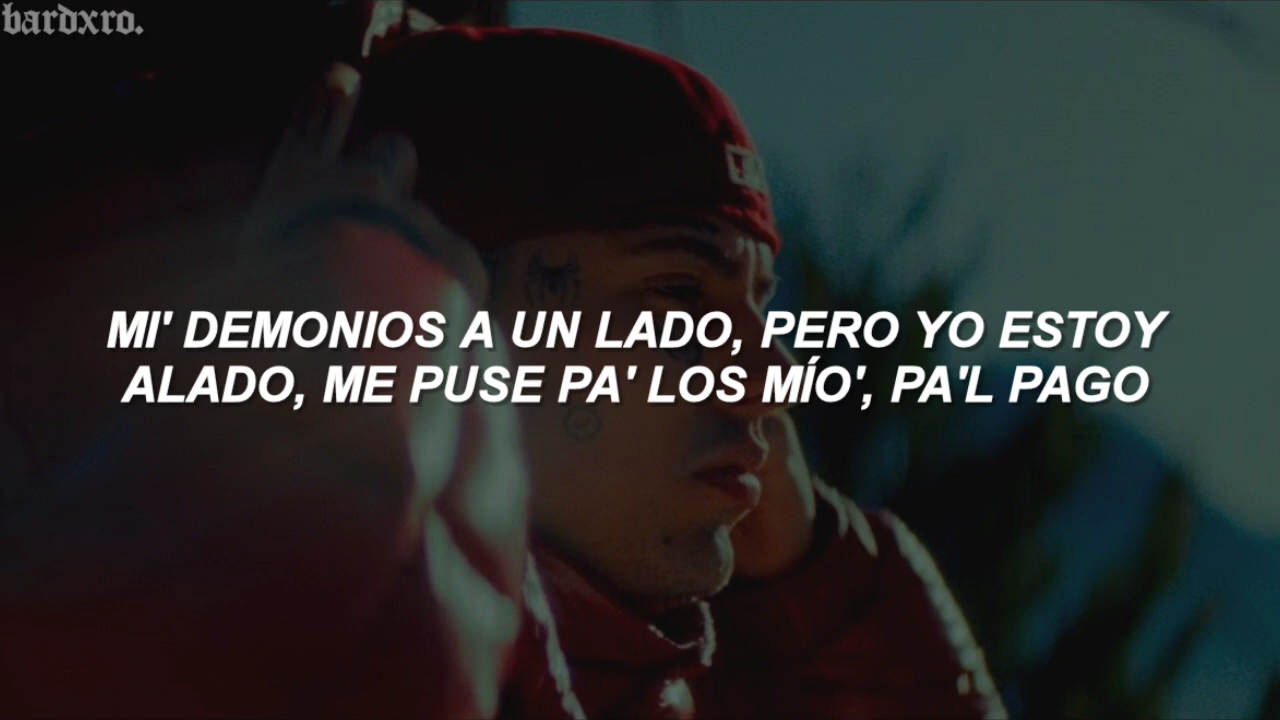 bardxro.
MI' DEMONIOS A UN LADO, PERO YO ESTOY
ALADO, ME PUSE PA' LOS MÍO', PA'L PAGO